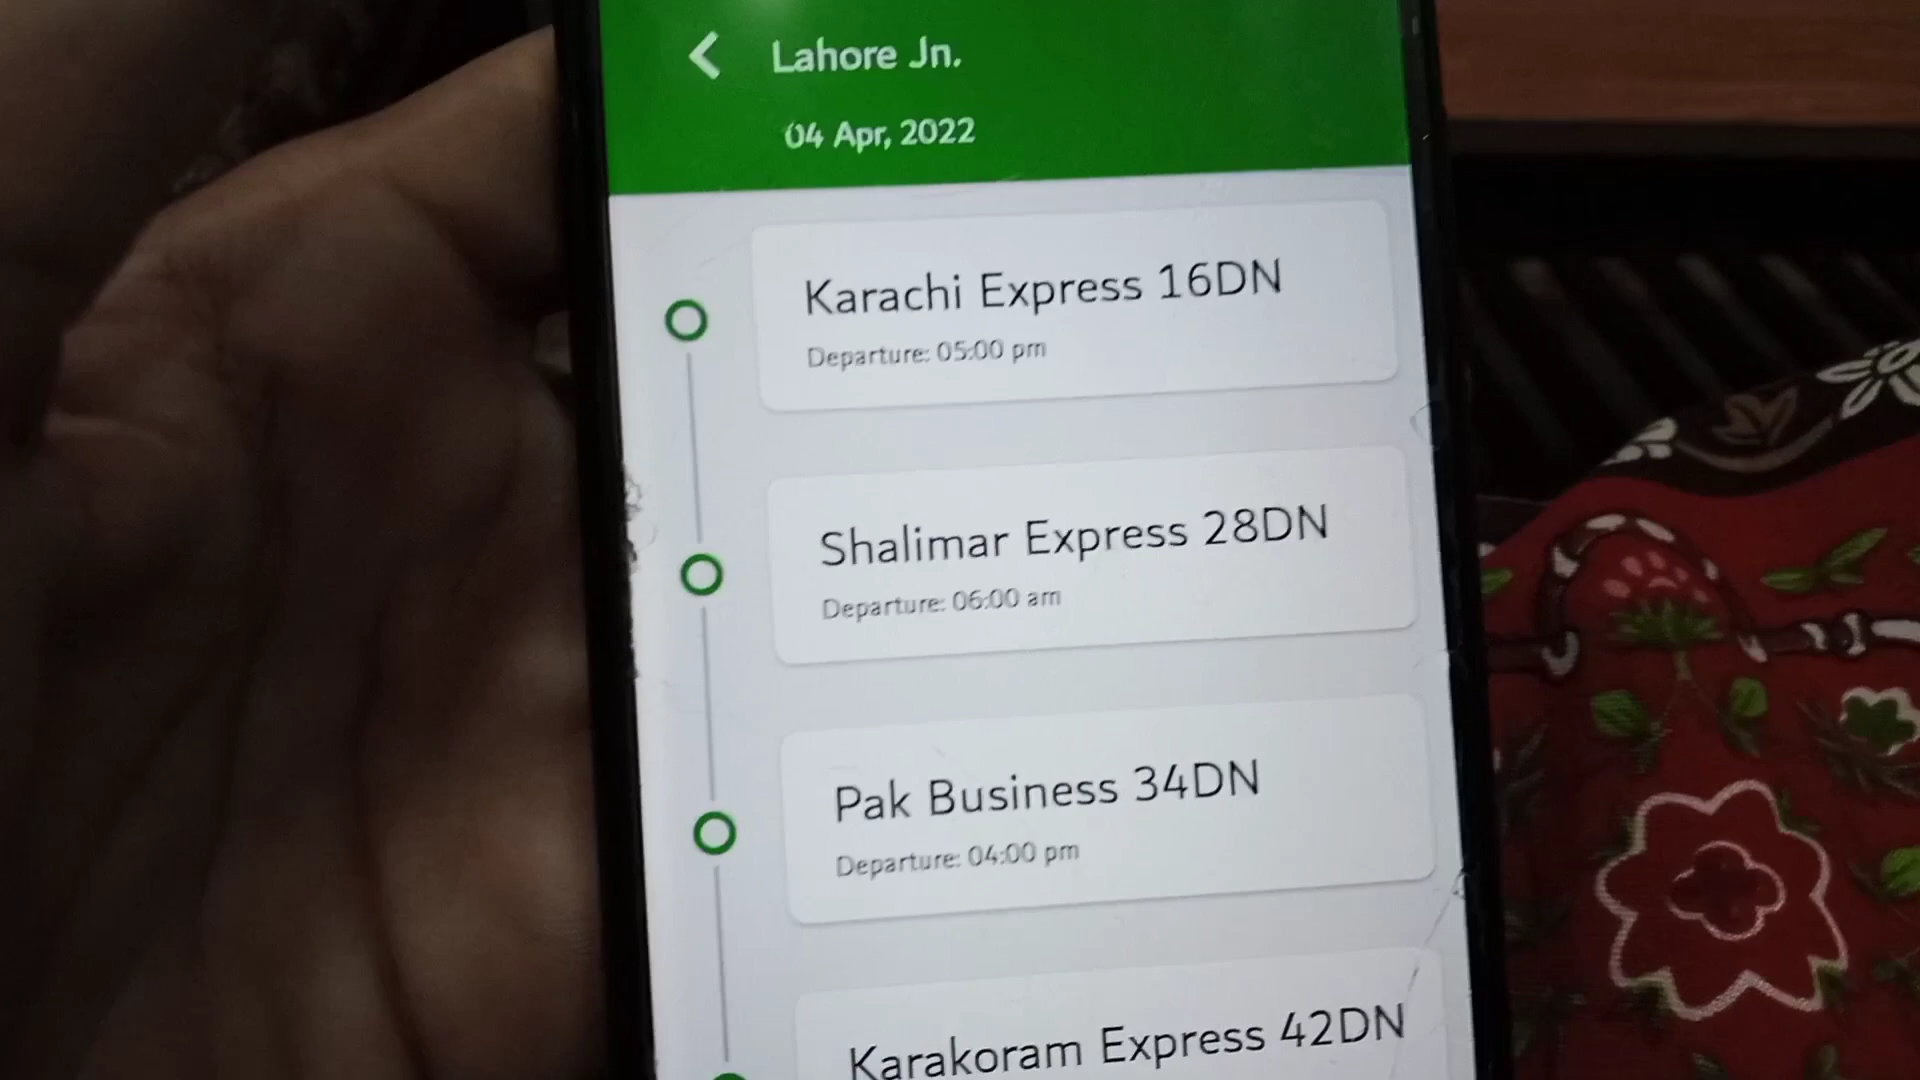 Lahore Jn.
04 Apr, 2022
Karachi Express 16DN
Departure: 05:00 pm
Shalimar Express 28DN
Departure: 06:00 am
Pak Business 34DN
Departure: 04:00 pm
Karakoram Express 42DN